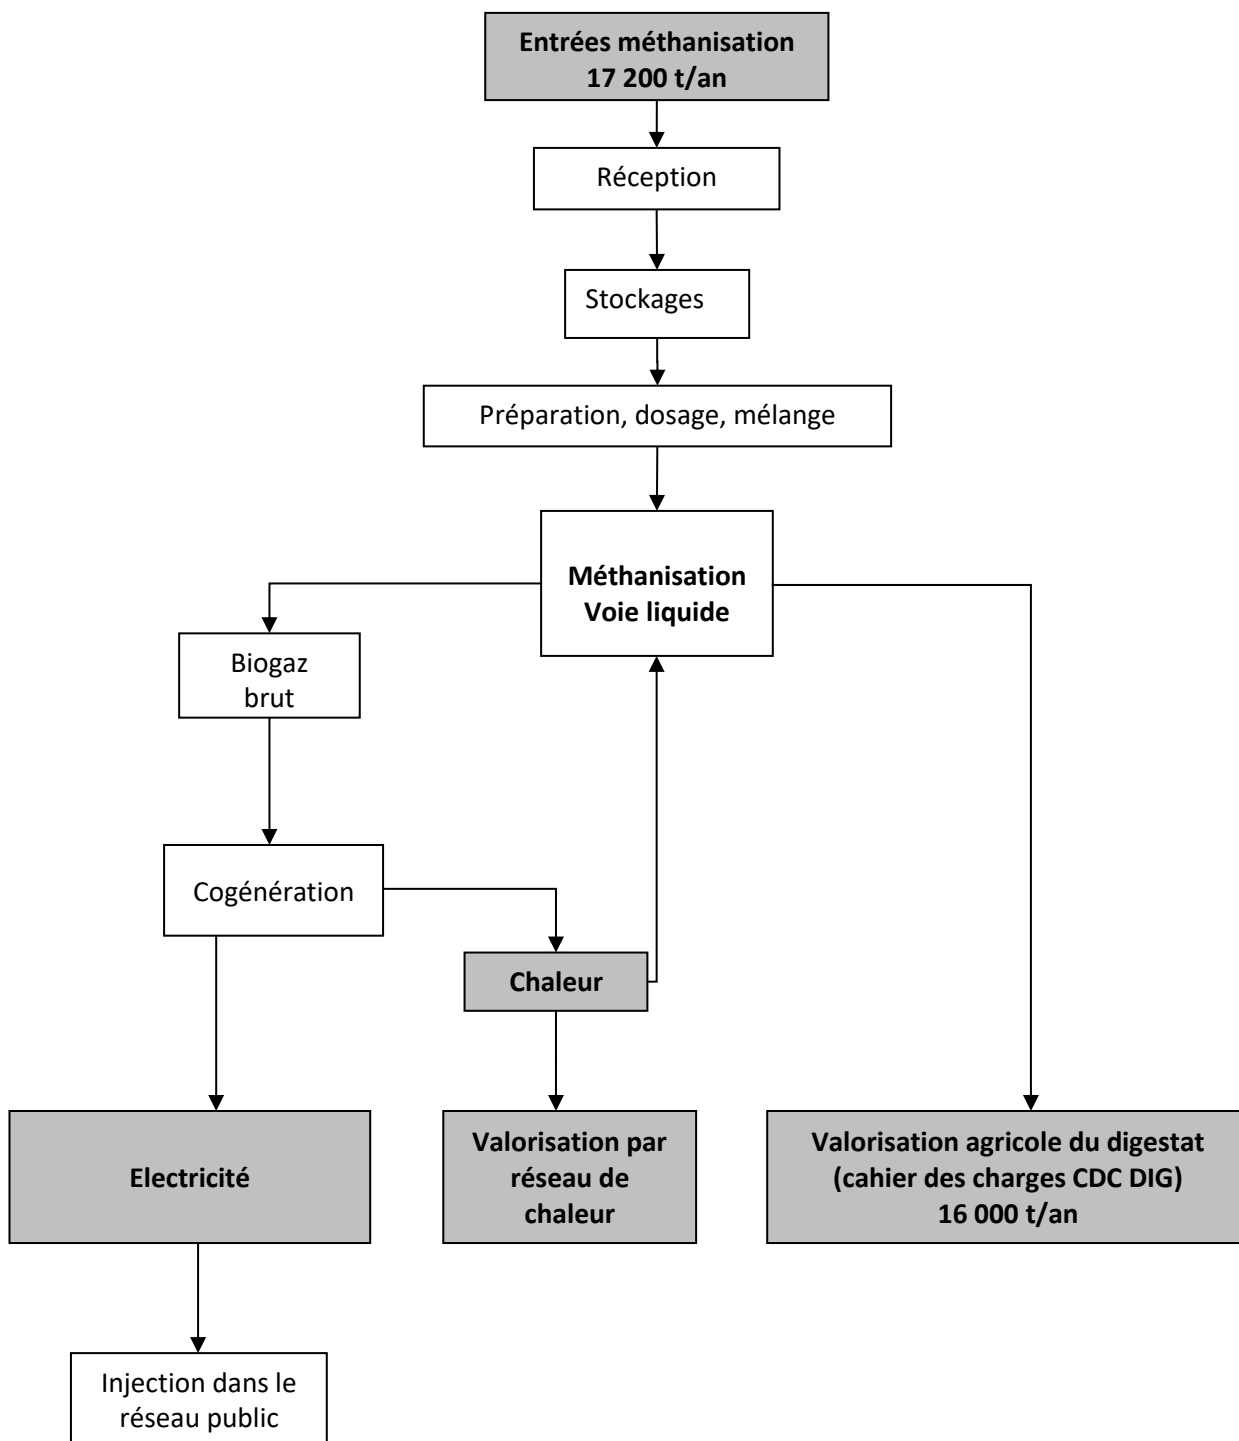 Entrées méthanisation
17 200 t/an
Réception
Stockages
Préparation, dosage, mélange
Méthanisation
Voie liquide
Biogaz
brut
Cogénération
Chaleur
Electricité
Valorisation par
réseau de
chaleur
Valorisation agricole du digestat
(cahier des charges CDC DIG)
16 000 t/an
Injection dans le
réseau public